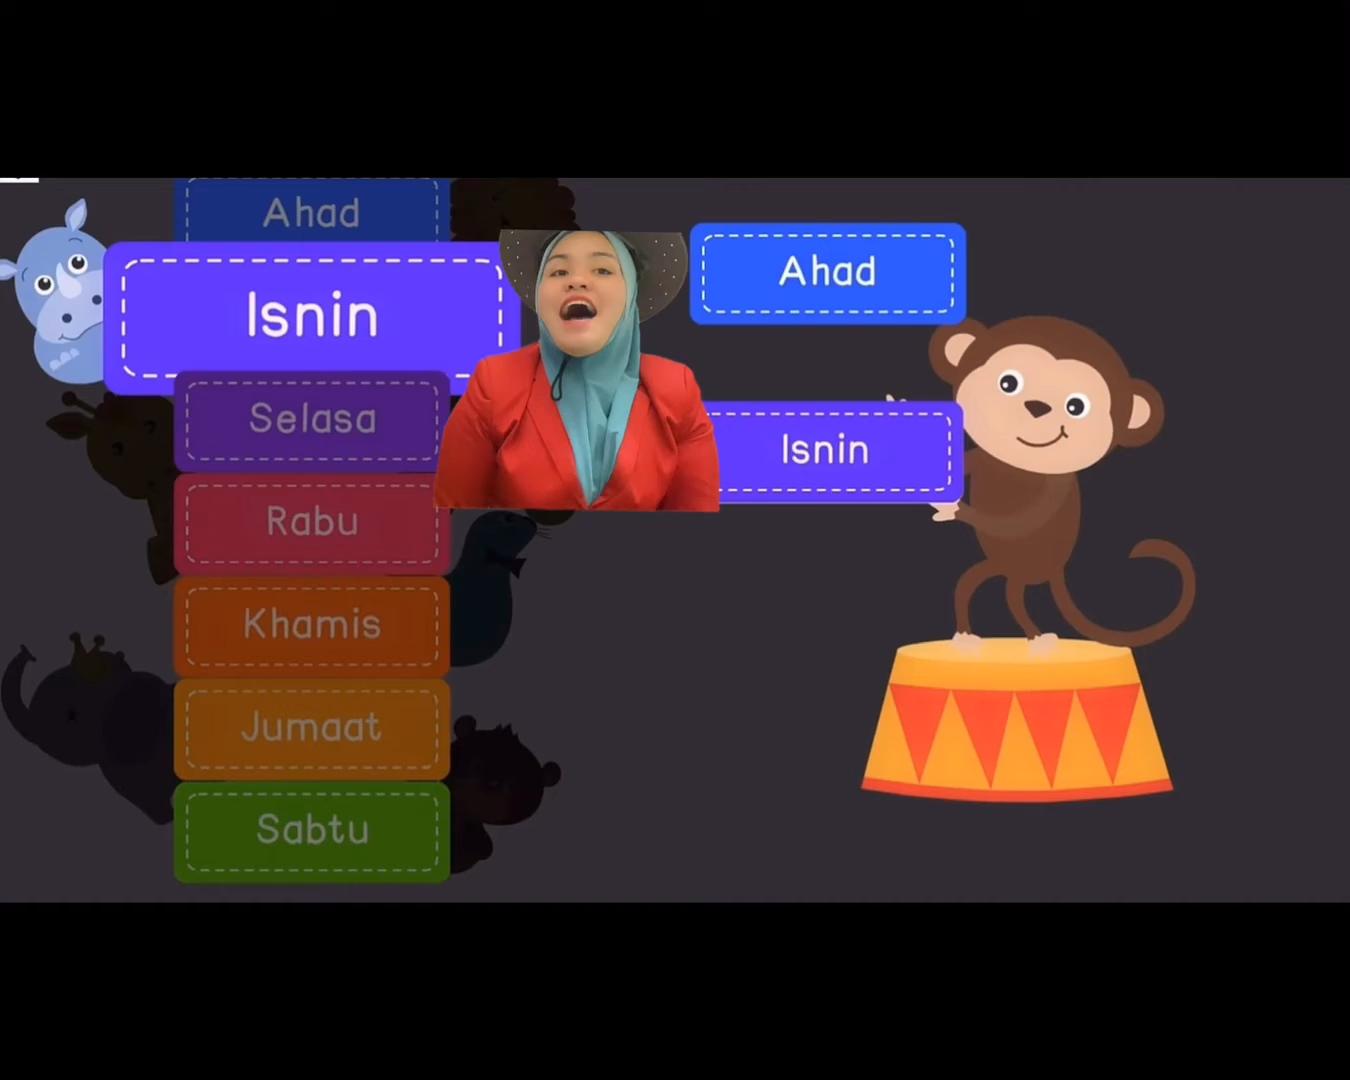 Ahad
Isnin
Selasa
Rabu
Khamis
Jumaat
Sabtu
Ahad
Isnin